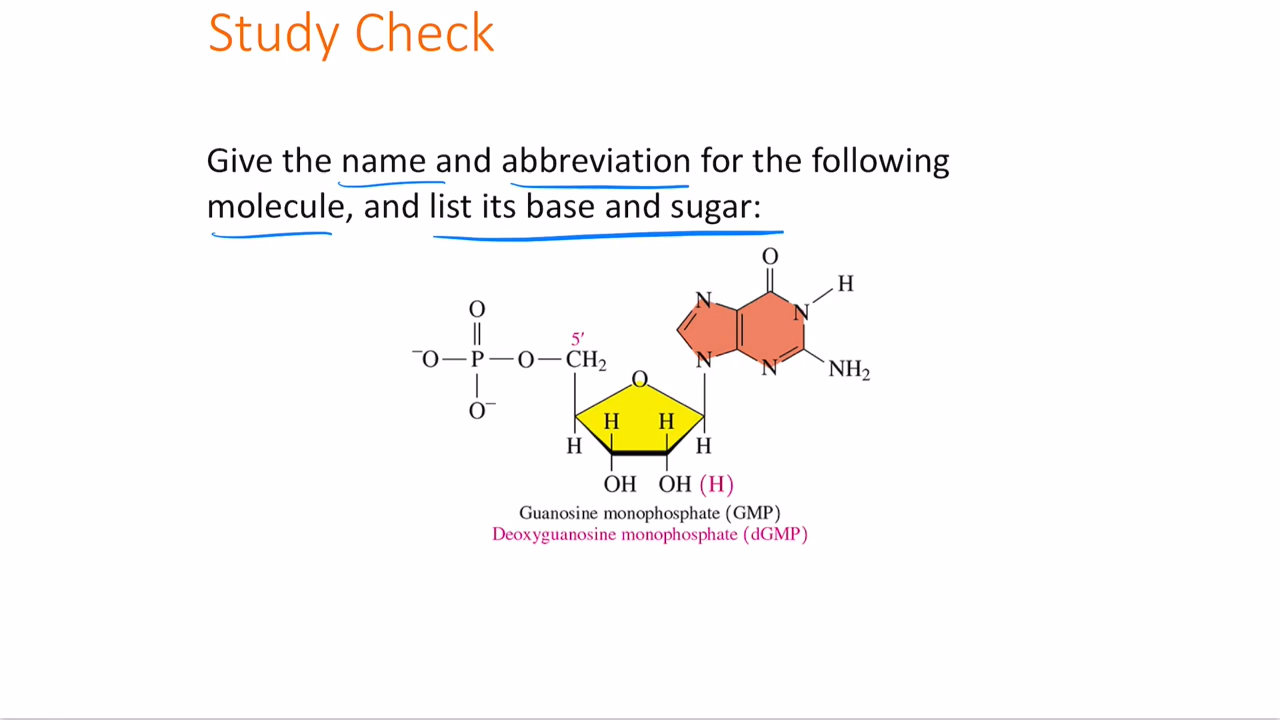 Study Check
Give the name and abbreviation for the following
molecule, and list its base and sugar:
O
H
N
N
O
5′
⁻O—P—O—CH₂
N
N
NH₂
O⁻
O
H
H
H
H
OH
OH (H)
Guanosine monophosphate (GMP)
Deoxyguanosine monophosphate (dGMP)